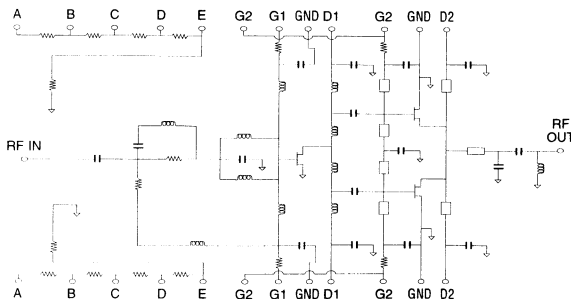 A B C D E G2 G1 GND D1 G2 GND D2
RF IN
RF
OUT
A B C D E G2 G1 GND D1 G2 GND D2